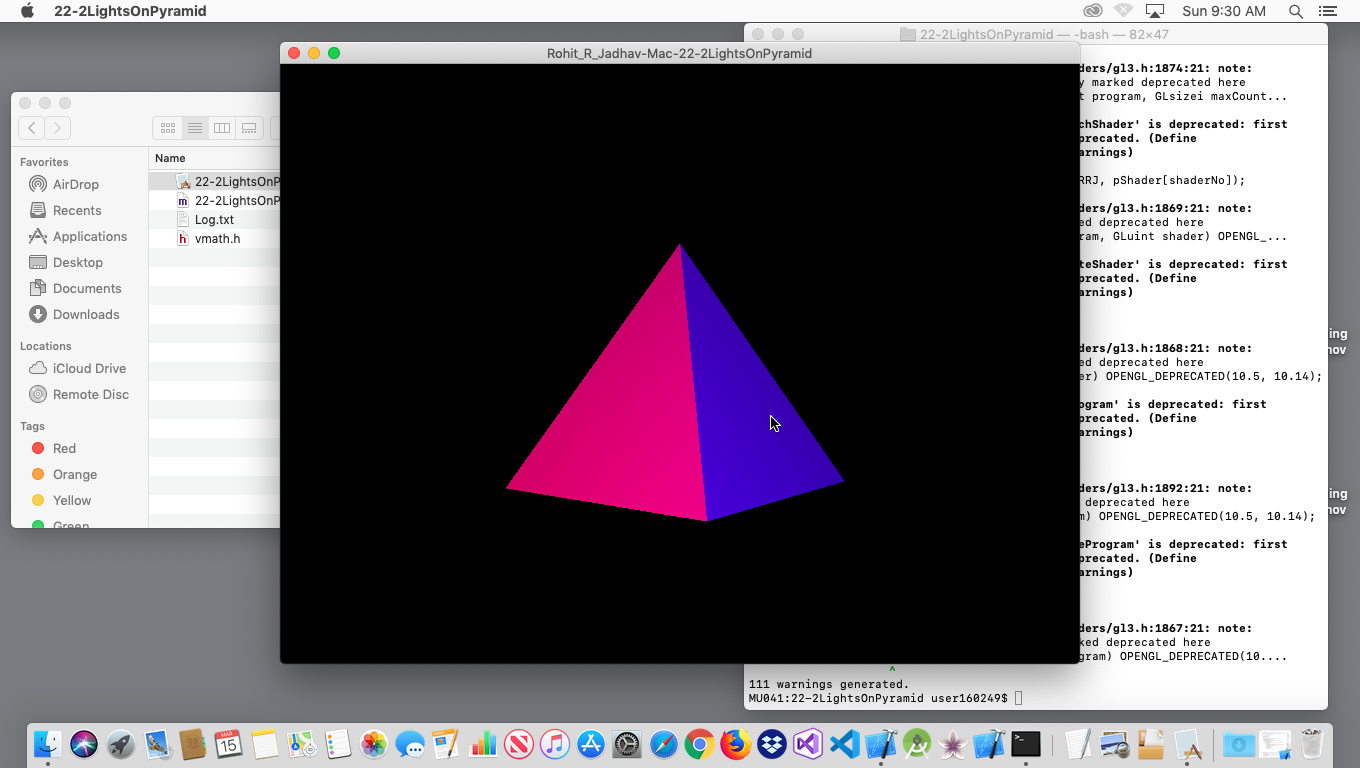 22-2LightsOnPyramid
Sun 9:30 AM
22-2LightsOnPyramid — -bash — 82×47
Rohit_R_Jadhav-Mac-22-2LightsOnPyramid
Name
Favorites
AirDrop
Recents
Applications
Desktop
Documents
Downloads
Locations
iCloud Drive
Remote Disc
Tags
Red
Orange
Yellow
Green
22-2LightsOnP
m 22-2LightsOnP
Log.txt
h vmath.h
ders/gl3.h:1874:21: note:
y marked deprecated here
t program, GLsizei maxCount...
chShader' is deprecated: first
precated. (Define
arnings)
RRJ, pShader[shaderNo]);
ders/gl3.h:1869:21: note:
ed deprecated here
ram, GLuint shader) OPENGL_...
teShader' is deprecated: first
precated. (Define
arnings)
ders/gl3.h:1868:21: note:
ed deprecated here
er) OPENGL_DEPRECATED(10.5, 10.14);
ogram' is deprecated: first
precated. (Define
arnings)
ders/gl3.h:1892:21: note:
deprecated here
m) OPENGL_DEPRECATED(10.5, 10.14);
eProgram' is deprecated: first
precated. (Define
arnings)
ders/gl3.h:1867:21: note:
ked deprecated here
gram) OPENGL_DEPRECATED(10....
^
111 warnings generated.
MU041:22-2LightsOnPyramid user160249$
ing
nov
ing
nov
MAR
15